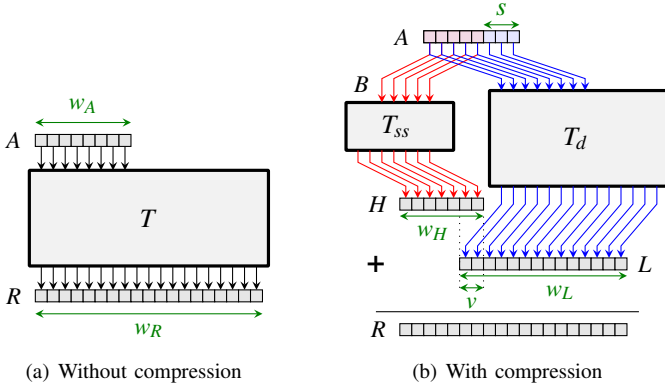 s
A
B
w_A
T_ss
T_d
A
T
H
w_H
+
L
v
w_L
R
w_R
R
(a) Without compression
(b) With compression